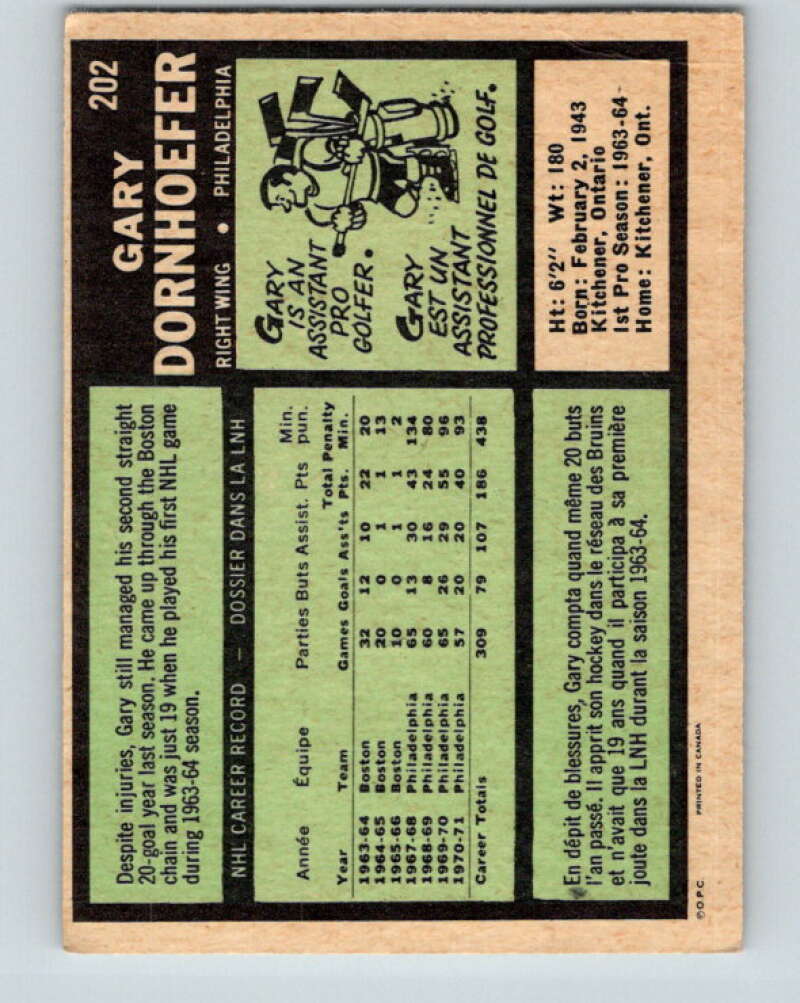 202
GARY
DORNHOEFER
RIGHT WING • PHILADELPHIA
GARY
IS AN
ASSISTANT
PRO
GOLFER.
GARY
EST UN
ASSISTANT
PROFESSIONNEL DE GOLF.
Ht: 6'2" Wt: 180
Born: February 2, 1943
Kitchener, Ontario
1st Pro Season: 1963-64
Home: Kitchener, Ont.
Despite injuries, Gary still managed his second straight
20-goal year last season. He came up through the Boston
chain and was just 19 when he played his first NHL game
during 1963-64 season.
NHL CAREER RECORD — DOSSIER DANS LA LNH
Année Équipe Parties Buts Assist. Pts Min. pun.
Year Team Games Goals Ass'ts Total Pts. Penalty Min.
1963-64 Boston 32 12 10 22 20
1964-65 Boston 20 0 1 1 13
1965-66 Boston 10 0 1 1 2
1967-68 Philadelphia 65 13 30 43 134
1968-69 Philadelphia 60 8 16 24 80
1969-70 Philadelphia 65 26 29 55 96
1970-71 Philadelphia 57 20 20 40 93
Career Totals 309 79 107 186 438
En dépit de blessures, Gary compta quand même 20 buts
l'an passé. Il apprit son hockey dans le réseau des Bruins
et n'avait que 19 ans quand il participa à sa première
joute dans la LNH durant la saison 1963-64.
©O.P.C. PRINTED IN CANADA